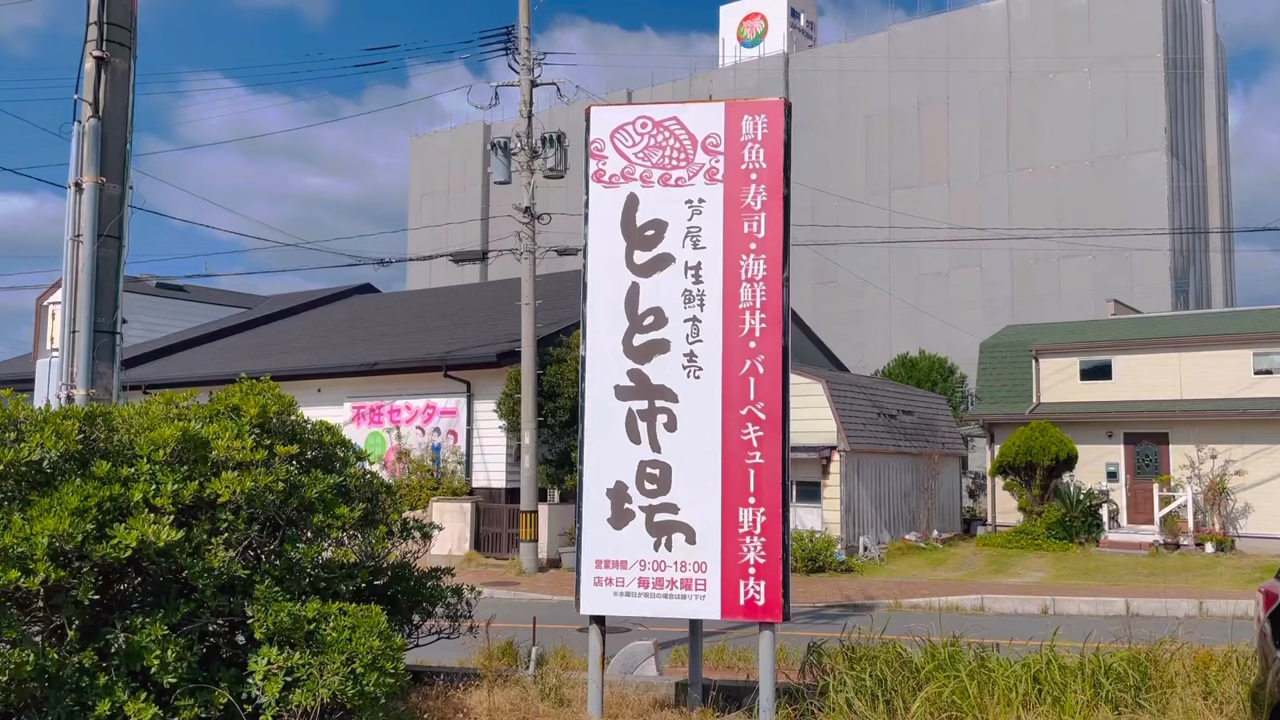 鮮魚・寿司・海鮮丼・バーベキュー・野菜・肉
芦屋生鮮直売
とと市場
営業時間／9:00~18:00
店休日／毎週水曜日
※水曜日が祝日の場合は繰り下げ
不妊センター